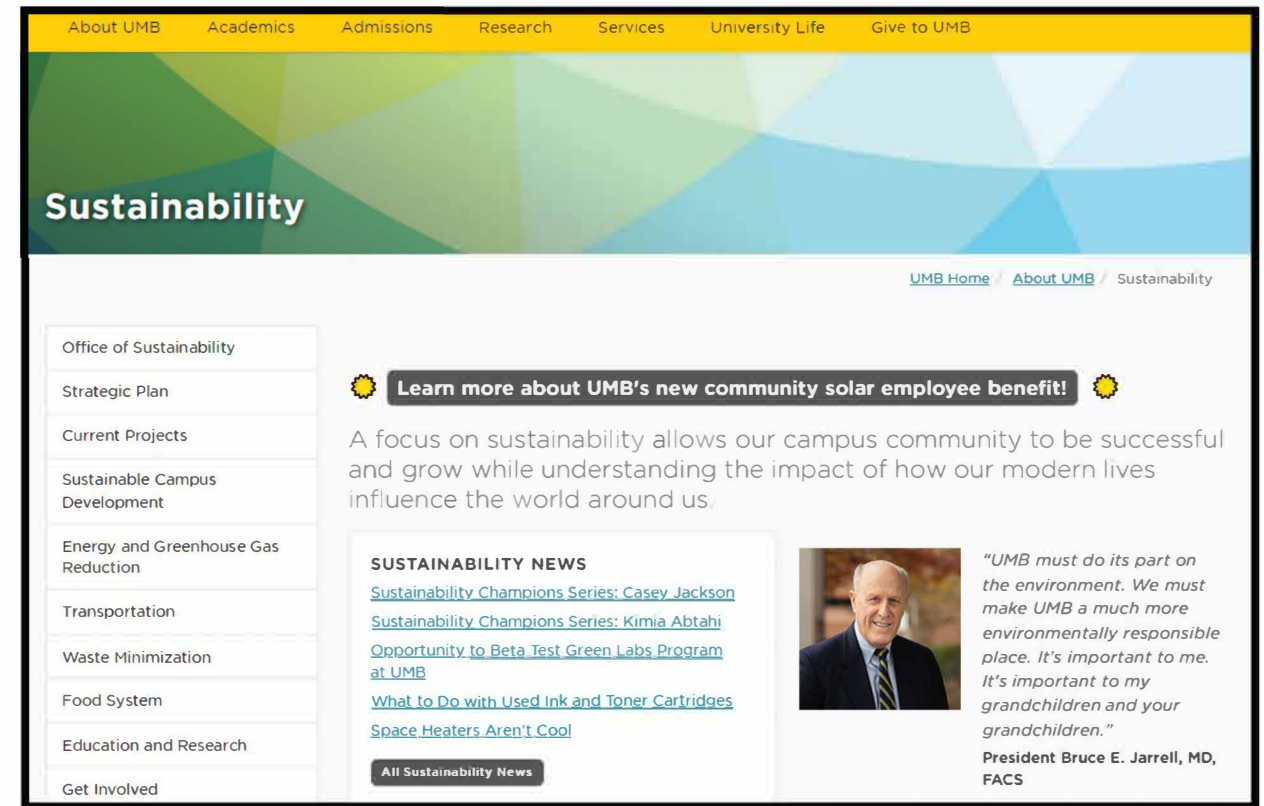 About UMB Academics Admissions Research Services University Life Give to UMB
Sustainability
UMB Home / About UMB / Sustainability
Office of Sustainability
Strategic Plan
Current Projects
Sustainable Campus
Development
Energy and Greenhouse Gas
Reduction
Transportation
Waste Minimization
Food System
Education and Research
Get Involved
Learn more about UMB's new community solar employee benefit!
A focus on sustainability allows our campus community to be successful
and grow while understanding the impact of how our modern lives
influence the world around us.
SUSTAINABILITY NEWS
Sustainability Champions Series: Casey Jackson
Sustainability Champions Series: Kimia Abtahi
Opportunity to Beta Test Green Labs Program
at UMB
What to Do with Used Ink and Toner Cartridges
Space Heaters Aren't Cool
All Sustainability News
"UMB must do its part on
the environment. We must
make UMB a much more
environmentally responsible
place. It's important to me.
It's important to my
grandchildren and your
grandchildren."
President Bruce E. Jarrell, MD,
FACS